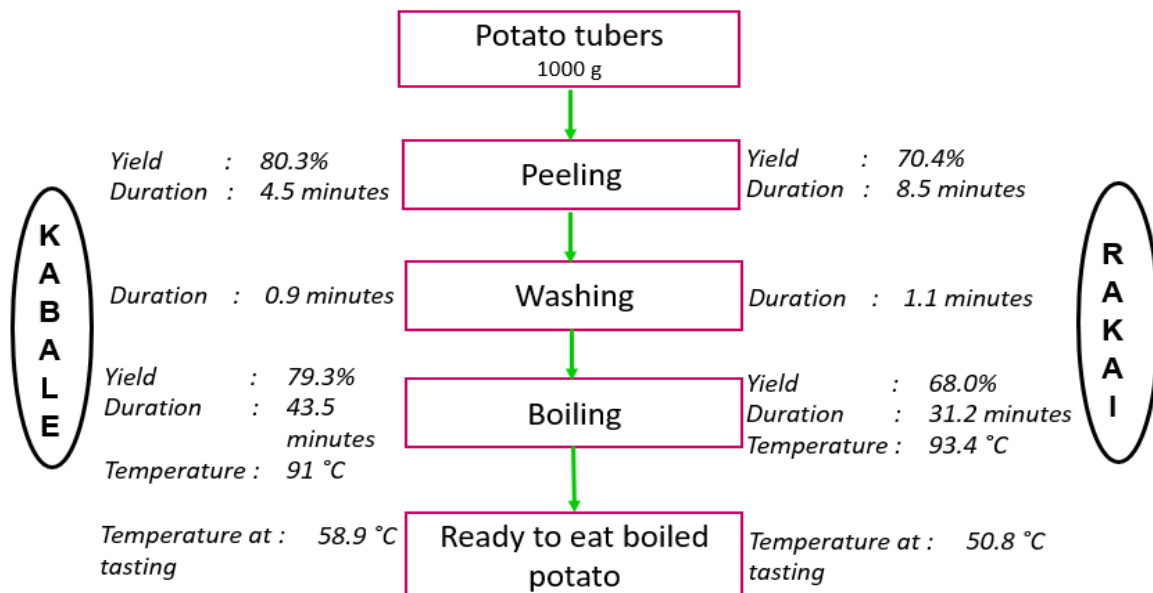 Potato tubers
1000 g
Yield : 80.3%
Duration : 4.5 minutes
Peeling
Yield : 70.4%
Duration : 8.5 minutes
KABALE
Duration : 0.9 minutes
Washing
Duration : 1.1 minutes
RAKAI
Yield : 79.3%
Duration : 43.5
minutes
Temperature : 91 °C
Boiling
Yield : 68.0%
Duration : 31.2 minutes
Temperature : 93.4 °C
Temperature at : 58.9 °C
tasting
Ready to eat boiled
potato
Temperature at : 50.8 °C
tasting